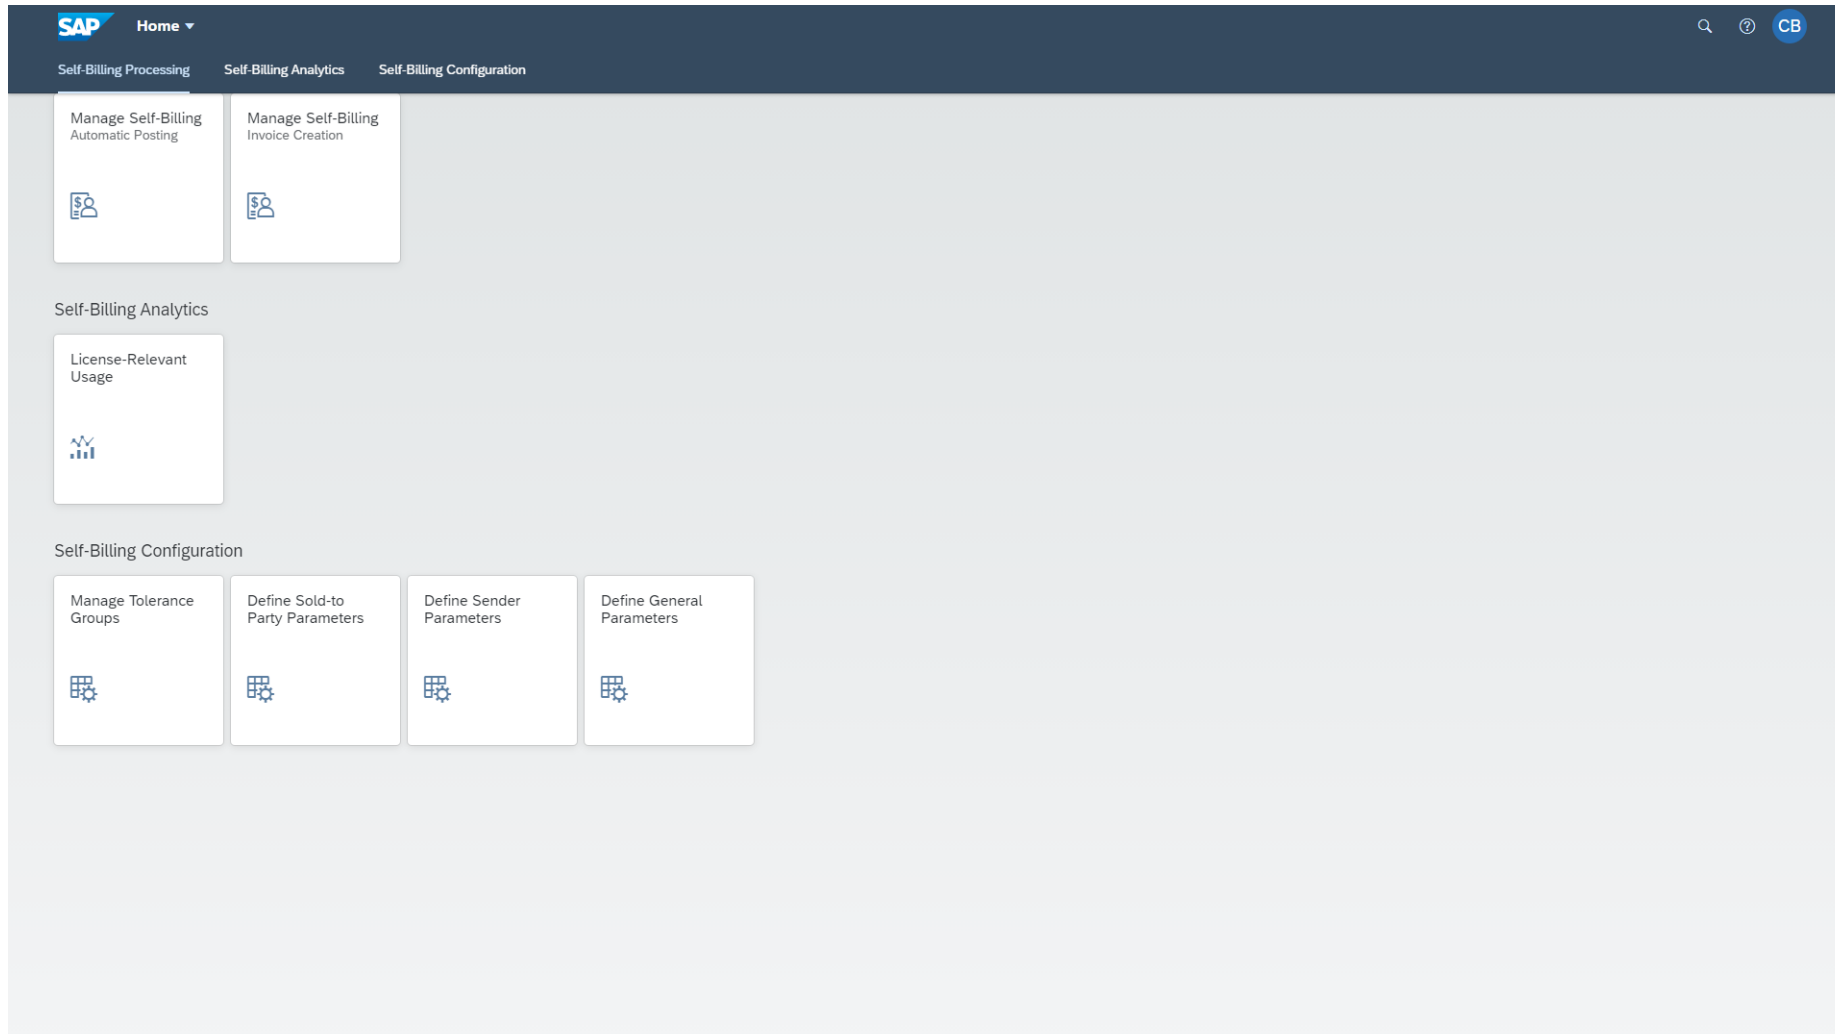 SAP Home
CB
Self-Billing Processing Self-Billing Analytics Self-Billing Configuration
Manage Self-Billing
Automatic Posting
Manage Self-Billing
Invoice Creation
Self-Billing Analytics
License-Relevant
Usage
Self-Billing Configuration
Manage Tolerance
Groups
Define Sold-to
Party Parameters
Define Sender
Parameters
Define General
Parameters